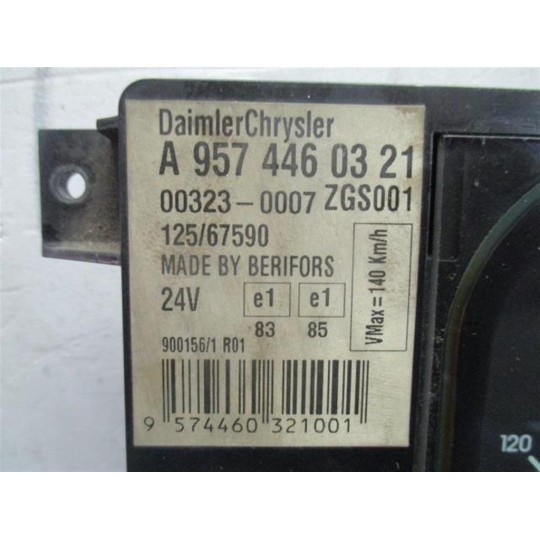 DaimlerChrysler
A 957 446 03 21
00323-0007 ZGS001
125/67590
MADE BY BERIFORS
24V e1 e1
83 85
VMax = 140 Km/h
900156/1 R01
9 574460 321001
120